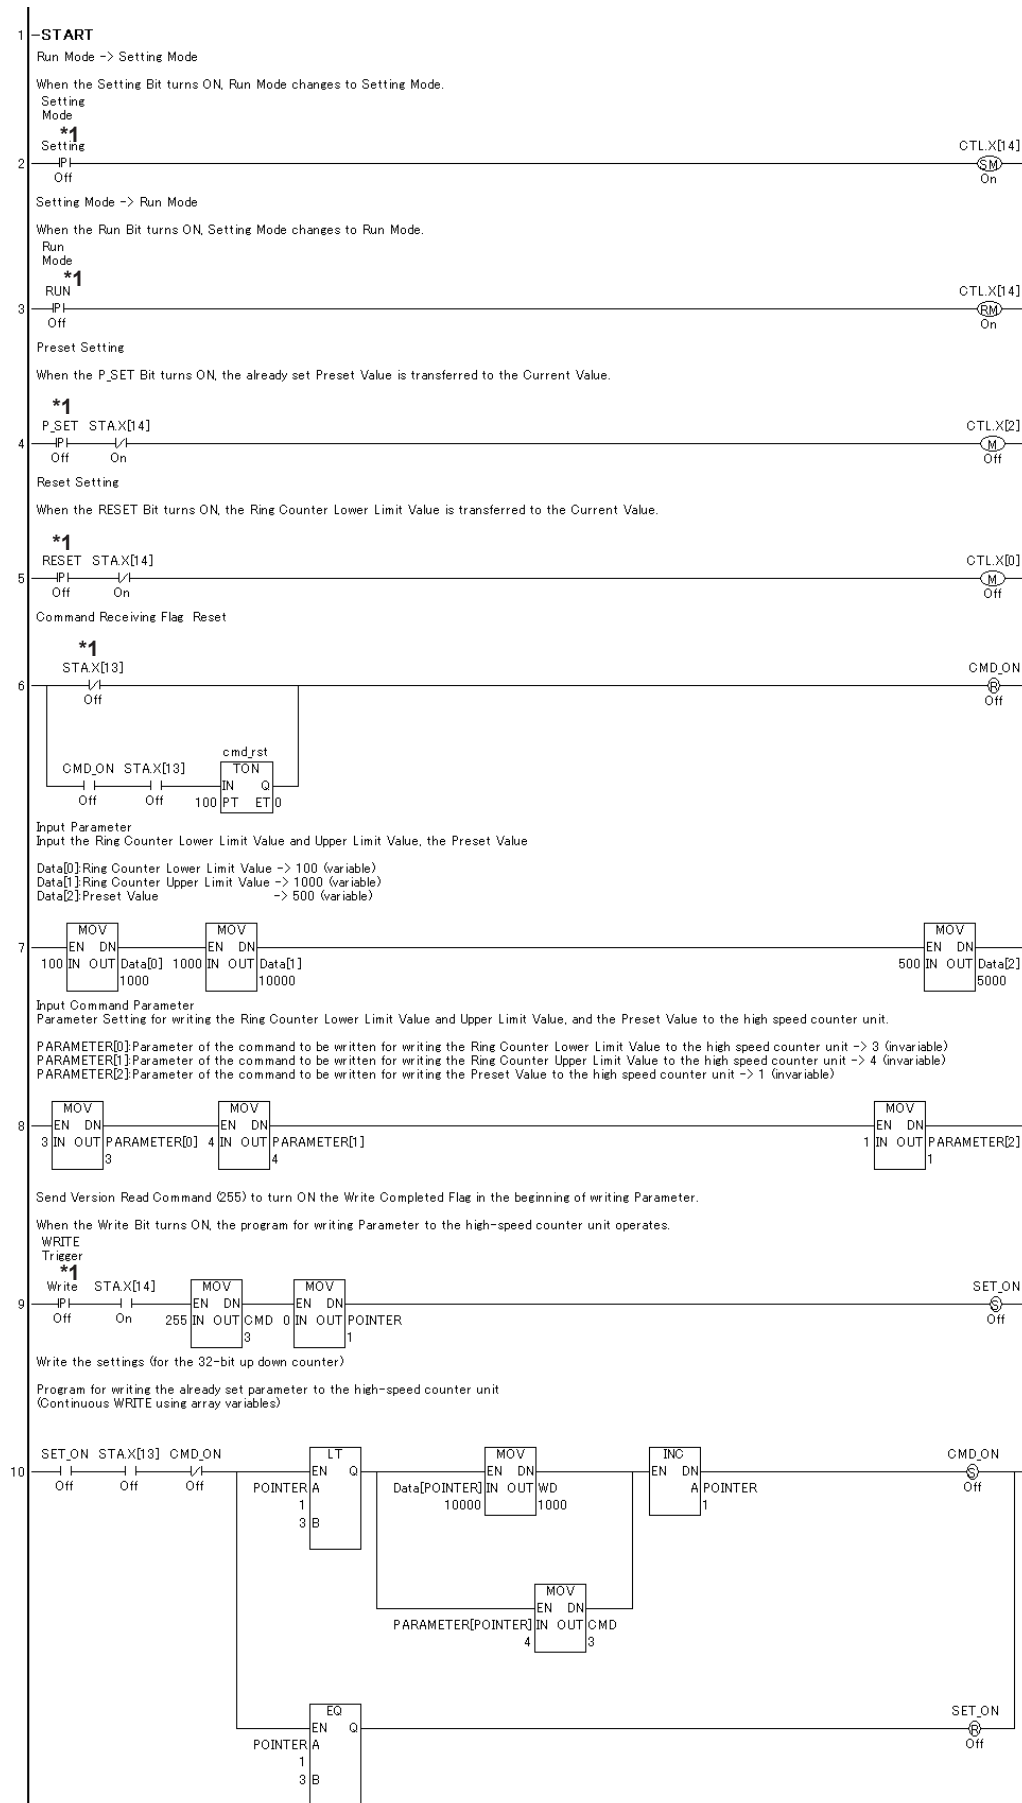 1 START
Run Mode -> Setting Mode
When the Setting Bit turns ON, Run Mode changes to Setting Mode.
Setting
Mode
*1
Setting CTL.X[14]
2 P SM
Off On
Setting Mode -> Run Mode
When the Run Bit turns ON, Setting Mode changes to Run Mode.
Run
Mode
*1
RUN CTL.X[14]
3 P RM
Off On
Preset Setting
When the P_SET Bit turns ON, the already set Preset Value is transferred to the Current Value.
*1
P_SET STA.X[14] CTL.X[2]
4 P M
Off On Off
Reset Setting
When the RESET Bit turns ON, the Ring Counter Lower Limit Value is transferred to the Current Value.
*1
RESET STA.X[14] CTL.X[0]
5 P M
Off On Off
Command Receiving Flag Reset
*1
STA.X[13] CMD_ON
6 R
Off Off
cmd_rst
CMD_ON STA.X[13] TON
IN Q
Off Off 100 PT ET 0
Input Parameter
Input the Ring Counter Lower Limit Value and Upper Limit Value, the Preset Value
Data[0]:Ring Counter Lower Limit Value -> 100 (variable)
Data[1]:Ring Counter Upper Limit Value -> 1000 (variable)
Data[2]:Preset Value -> 500 (variable)
MOV MOV MOV
7 EN DN EN DN EN DN
100 IN OUT Data[0] 1000 IN OUT Data[1] 500 IN OUT Data[2]
1000 10000 5000
Input Command Parameter
Parameter Setting for writing the Ring Counter Lower Limit Value and Upper Limit Value, and the Preset Value to the high speed counter unit.
PARAMETER[0]:Parameter of the command to be written for writing the Ring Counter Lower Limit Value to the high speed counter unit -> 3 (invariable)
PARAMETER[1]:Parameter of the command to be written for writing the Ring Counter Upper Limit Value to the high speed counter unit -> 4 (invariable)
PARAMETER[2]:Parameter of the command to be written for writing the Preset Value to the high speed counter unit -> 1 (invariable)
MOV MOV MOV
8 EN DN EN DN EN DN
3 IN OUT PARAMETER[0] 4 IN OUT PARAMETER[1] 1 IN OUT PARAMETER[2]
3 4 1
Send Version Read Command (255) to turn ON the Write Completed Flag in the beginning of writing Parameter.
When the Write Bit turns ON, the program for writing Parameter to the high-speed counter unit operates.
WRITE
Trigger
*1
Write STA.X[14] MOV MOV SET_ON
9 P EN DN EN DN S
Off On 255 IN OUT CMD 0 IN OUT POINTER Off
3 1
Write the settings (for the 32-bit up down counter)
Program for writing the already set parameter to the high-speed counter unit
(Continuous WRITE using array variables)
SET_ON STA.X[13] CMD_ON LT MOV INC CMD_ON
10 EN Q EN DN EN DN S
Off Off Off POINTER A Data[POINTER] IN OUT WD A POINTER Off
1 10000 1000 1
3 B
MOV
EN DN
PARAMETER[POINTER] IN OUT CMD
4 3
EQ SET_ON
EN Q R
POINTER A Off
1
3 B